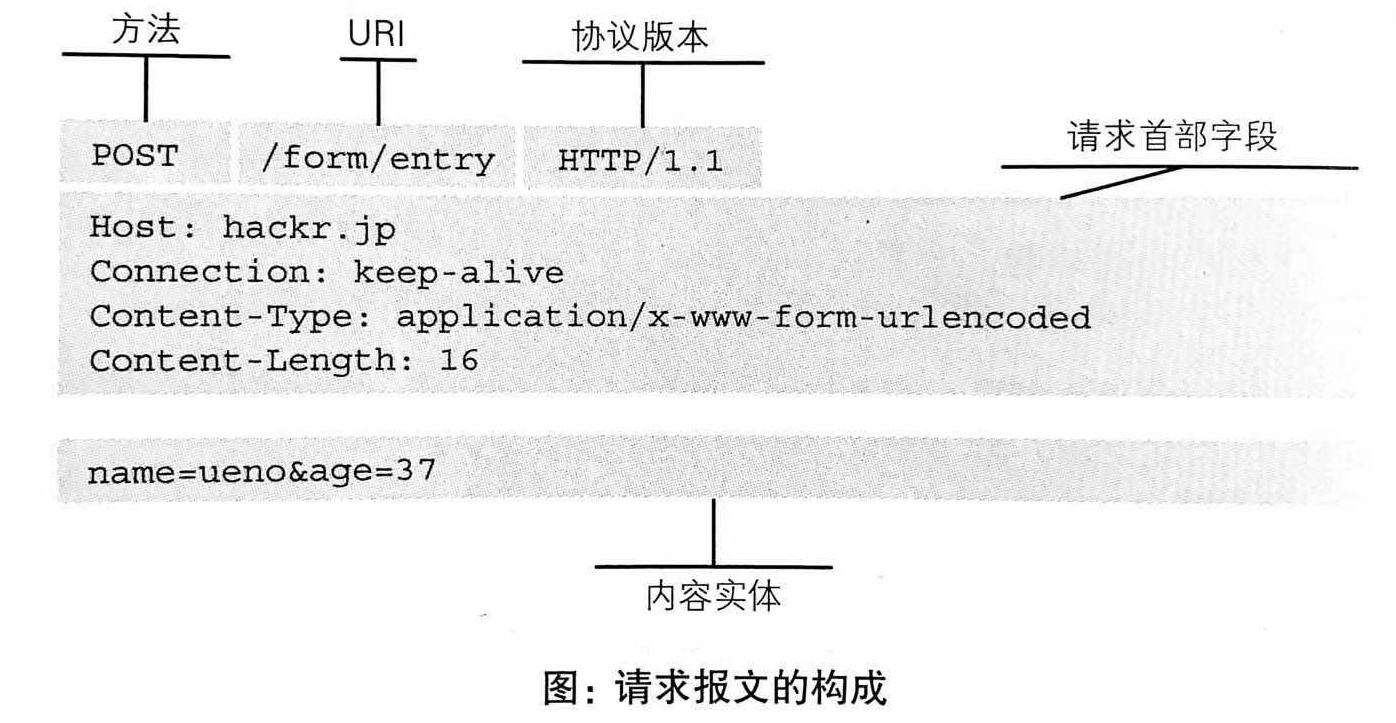 方法 URI 协议版本
请求首部字段
POST /form/entry HTTP/1.1
Host: hackr.jp
Connection: keep-alive
Content-Type: application/x-www-form-urlencoded
Content-Length: 16
name=ueno&age=37
内容实体
图：请求报文的构成